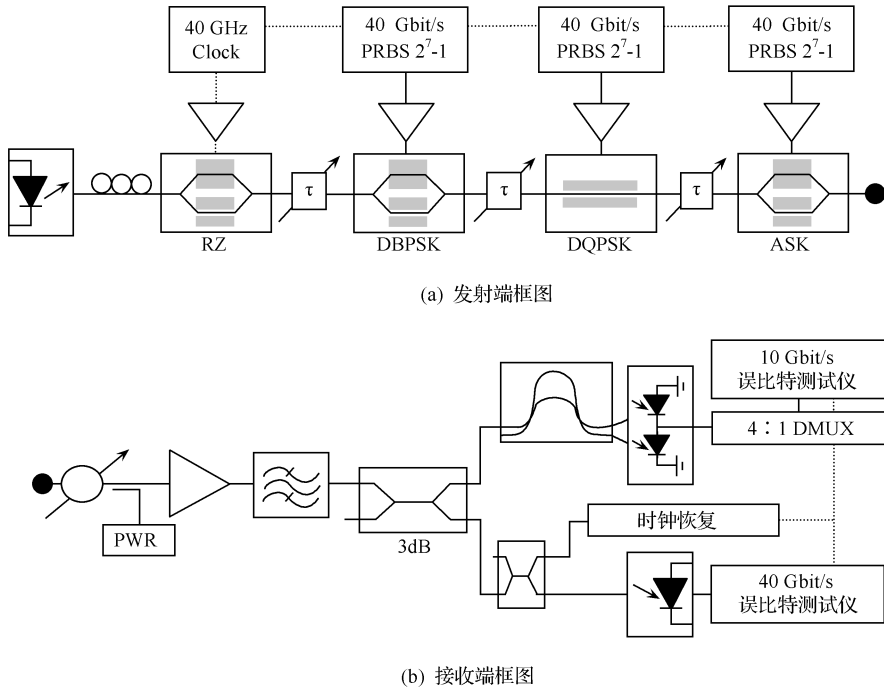 40 GHz
Clock
40 Gbit/s
PRBS 2⁷-1
40 Gbit/s
PRBS 2⁷-1
40 Gbit/s
PRBS 2⁷-1
τ
τ
τ
RZ
DBPSK
DQPSK
ASK
(a) 发射端框图
10 Gbit/s
误比特测试仪
4：1 DMUX
PWR
3dB
时钟恢复
40 Gbit/s
误比特测试仪
(b) 接收端框图